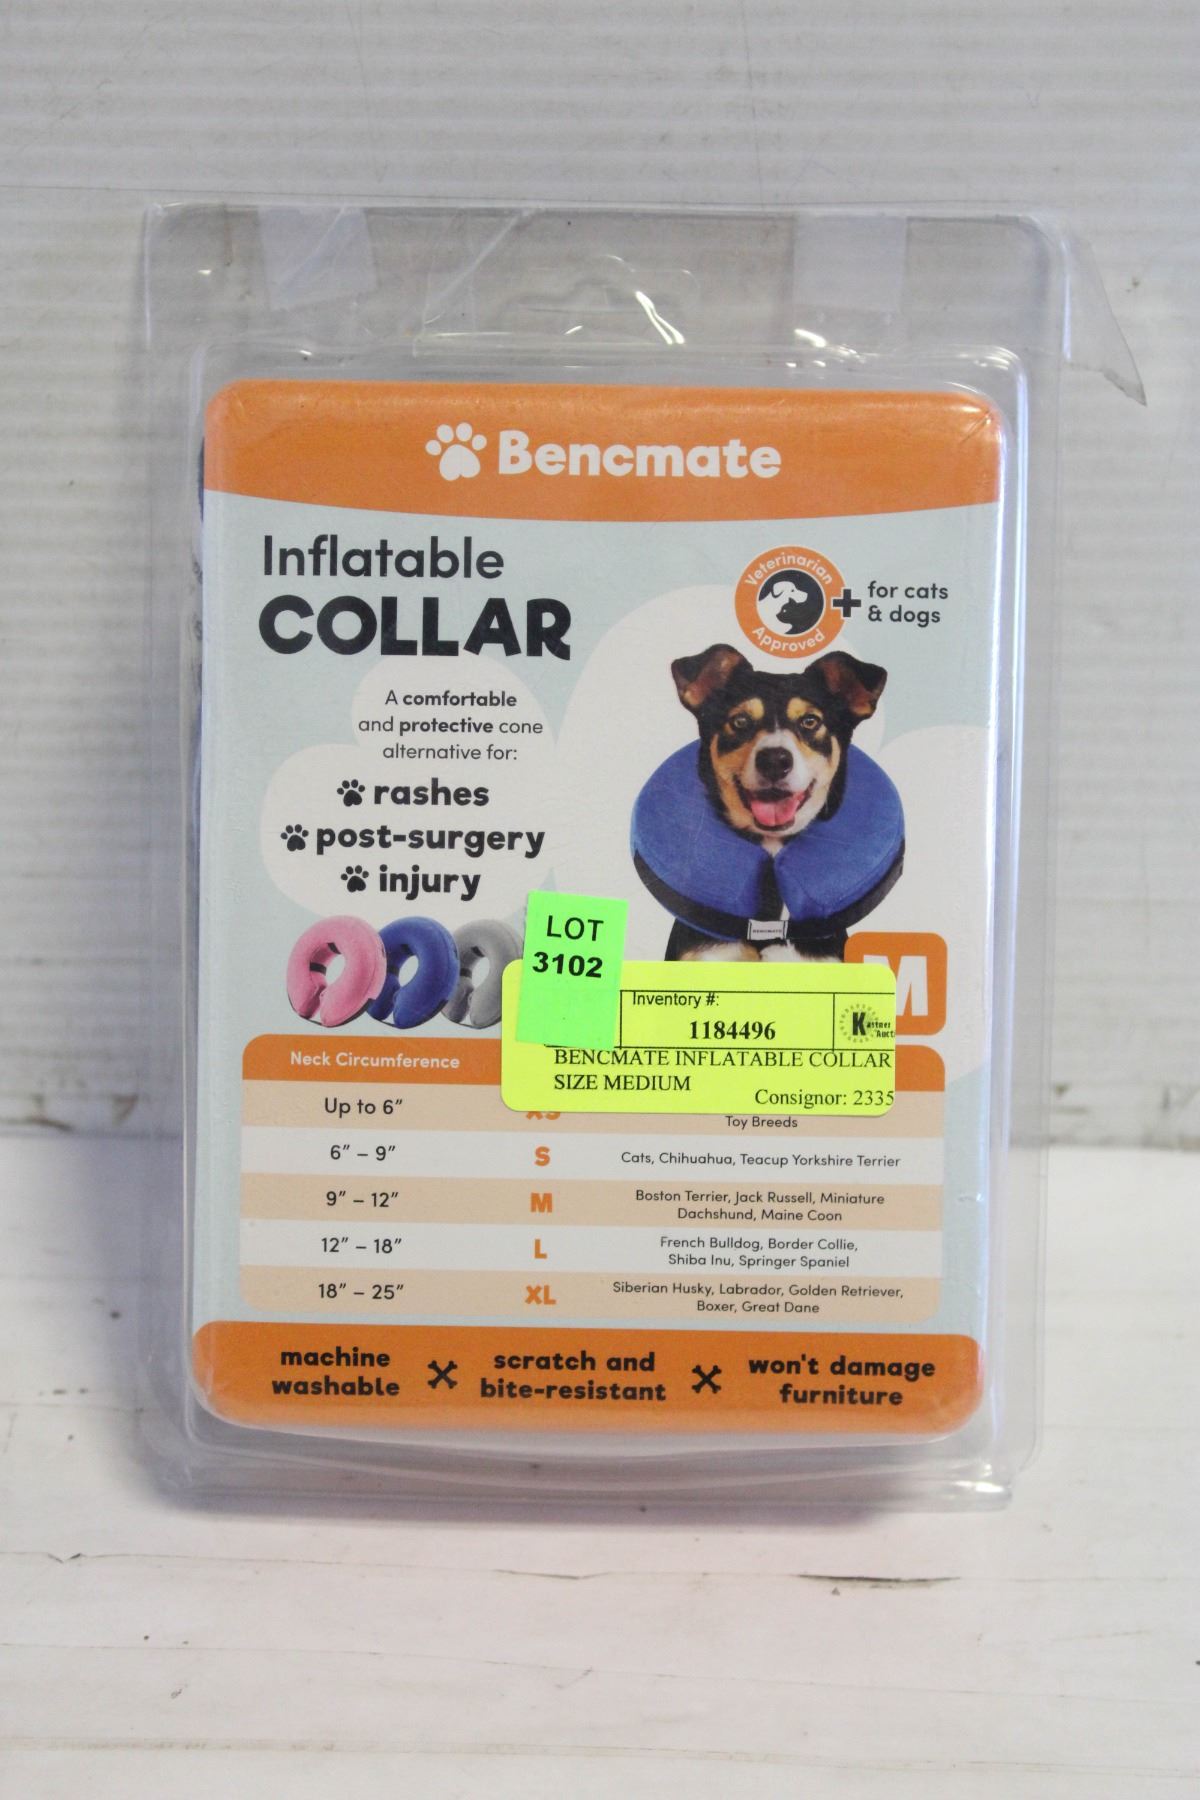 Bencmate
Inflatable
COLLAR
Veterinarian
Approved
for cats
& dogs
A comfortable
and protective cone
alternative for:
rashes
post-surgery
injury
BENCMATE
M
LOT
3102
Inventory #:
1184496
Kastner
Aucti
BENCMATE INFLATABLE COLLAR
SIZE MEDIUM
Consignor: 2335
Neck Circumference
Up to 6” XS Toy Breeds
6” – 9” S Cats, Chihuahua, Teacup Yorkshire Terrier
9” – 12” M Boston Terrier, Jack Russell, Miniature
Dachshund, Maine Coon
12” – 18” L French Bulldog, Border Collie,
Shiba Inu, Springer Spaniel
18” – 25” XL Siberian Husky, Labrador, Golden Retriever,
Boxer, Great Dane
machine
washable
scratch and
bite-resistant
won't damage
furniture